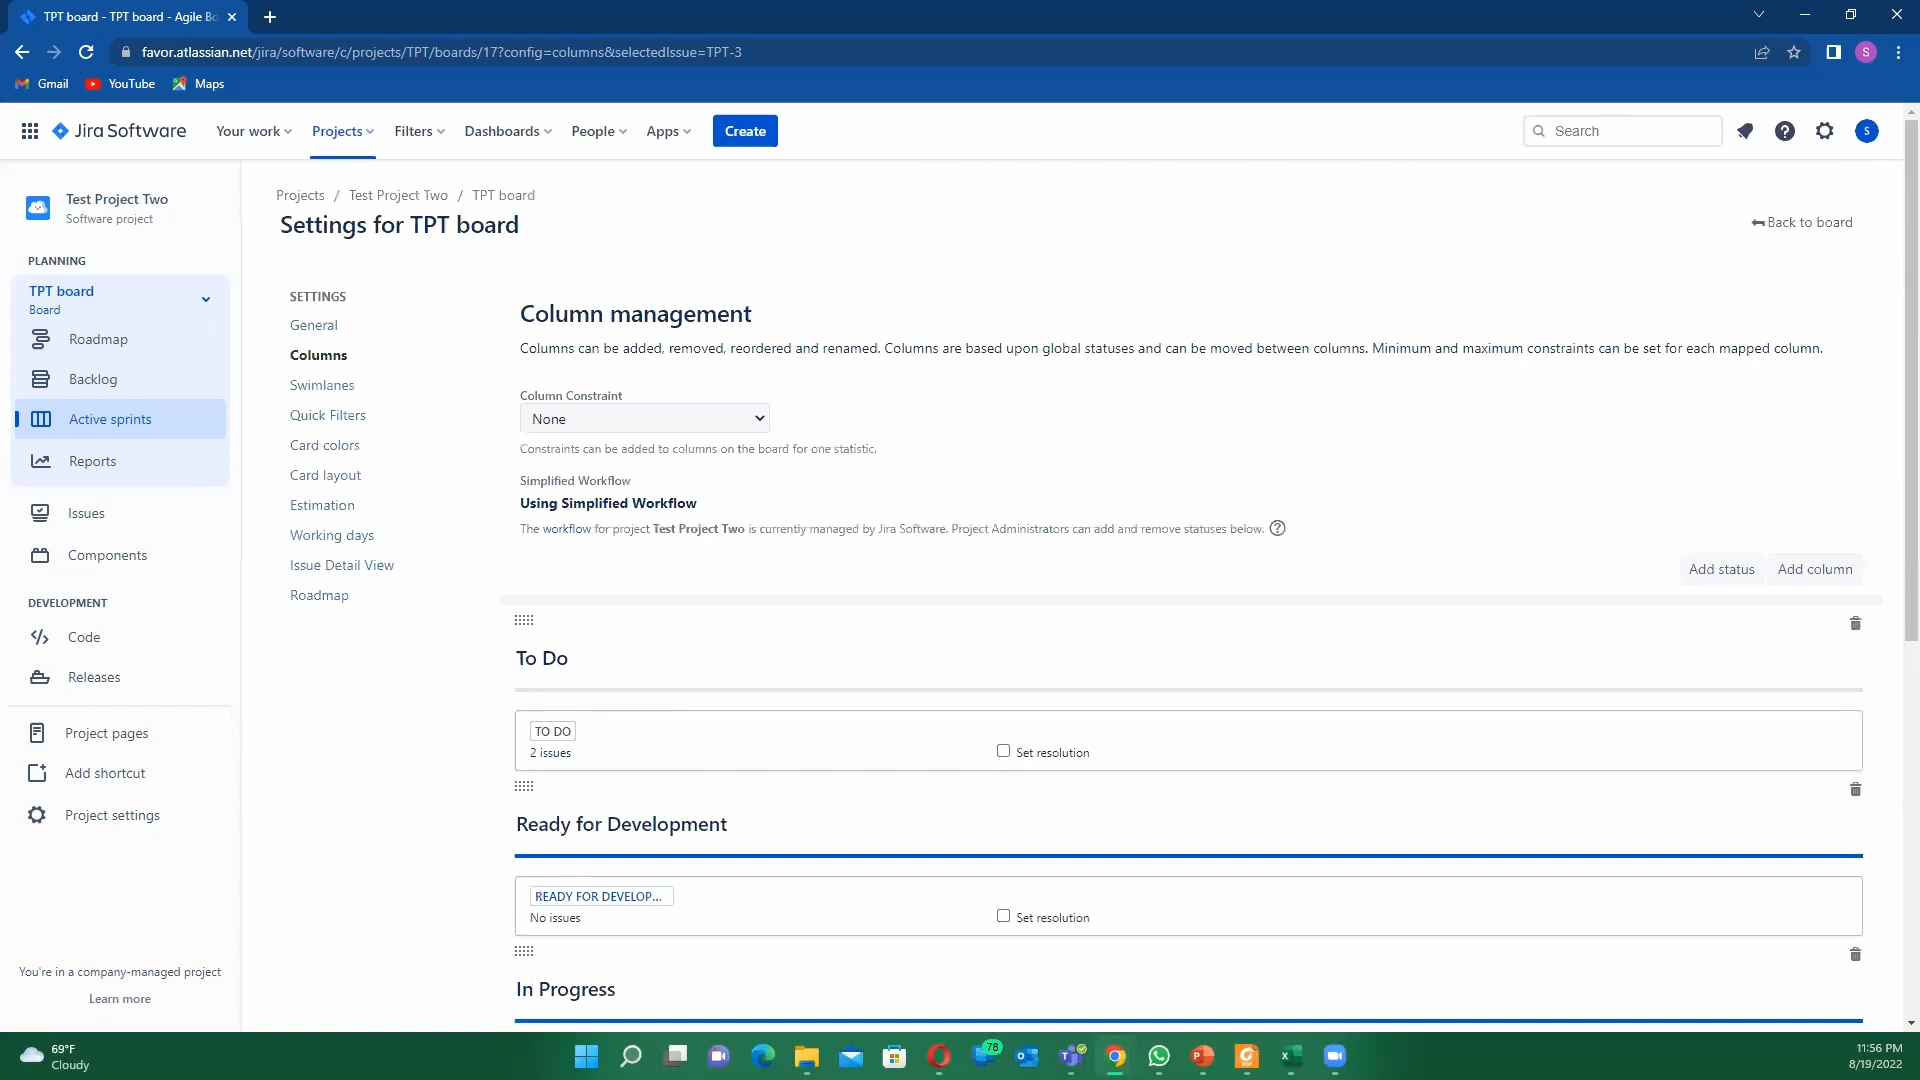 TPT board - TPT board - Agile Bo
favor.atlassian.net/jira/software/c/projects/TPT/boards/17?config=columns&selectedIssue=TPT-3
S
Gmail
YouTube
Maps
Jira Software
Your work
Projects
Filters
Dashboards
People
Apps
Create
Search
S
Test Project Two
Software project
PLANNING
TPT board
Board
Roadmap
Backlog
Active sprints
Reports
Issues
Components
DEVELOPMENT
Code
Releases
Project pages
Add shortcut
Project settings
You're in a company-managed project
Learn more
Projects / Test Project Two / TPT board
Settings for TPT board
Back to board
SETTINGS
General
Columns
Swimlanes
Quick Filters
Card colors
Card layout
Estimation
Working days
Issue Detail View
Roadmap
Column management
Columns can be added, removed, reordered and renamed. Columns are based upon global statuses and can be moved between columns. Minimum and maximum constraints can be set for each mapped column.
Column Constraint
None
Constraints can be added to columns on the board for one statistic.
Simplified Workflow
Using Simplified Workflow
The workflow for project Test Project Two is currently managed by Jira Software. Project Administrators can add and remove statuses below.
Add status
Add column
To Do
TO DO
2 issues
Set resolution
Ready for Development
READY FOR DEVELOP...
No issues
Set resolution
In Progress
69°F
Cloudy
78
11:56 PM
8/19/2022